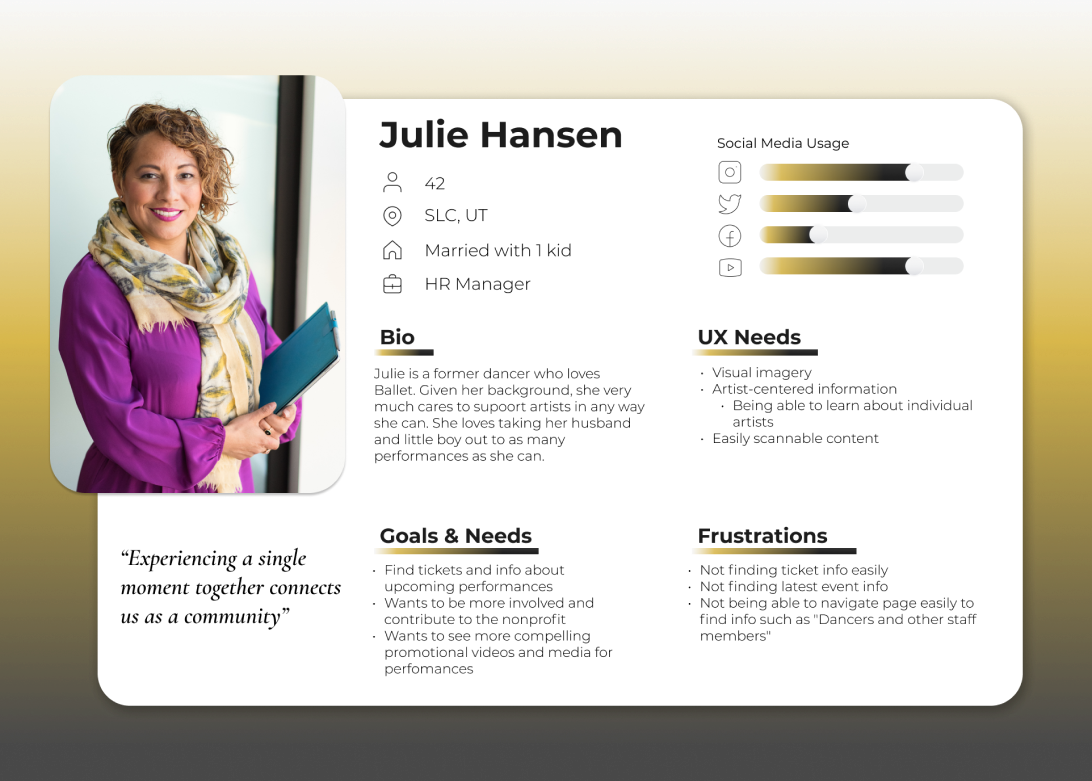 Julie Hansen
42
SLC, UT
Married with 1 kid
HR Manager
Social Media Usage
Bio
Julie is a former dancer who loves
Ballet. Given her background, she very
much cares to supoort artists in any way
she can. She loves taking her husband
and little boy out to as many
performances as she can.
UX Needs
• Visual imagery
• Artist-centered information
• Being able to learn about individual
artists
• Easily scannable content
“Experiencing a single
moment together connects
us as a community”
Goals & Needs
• Find tickets and info about
upcoming performances
• Wants to be more involved and
contribute to the nonprofit
• Wants to see more compelling
promotional videos and media for
perfomances
Frustrations
• Not finding ticket info easily
• Not finding latest event info
• Not being able to navigate page easily to
find info such as "Dancers and other staff
members"